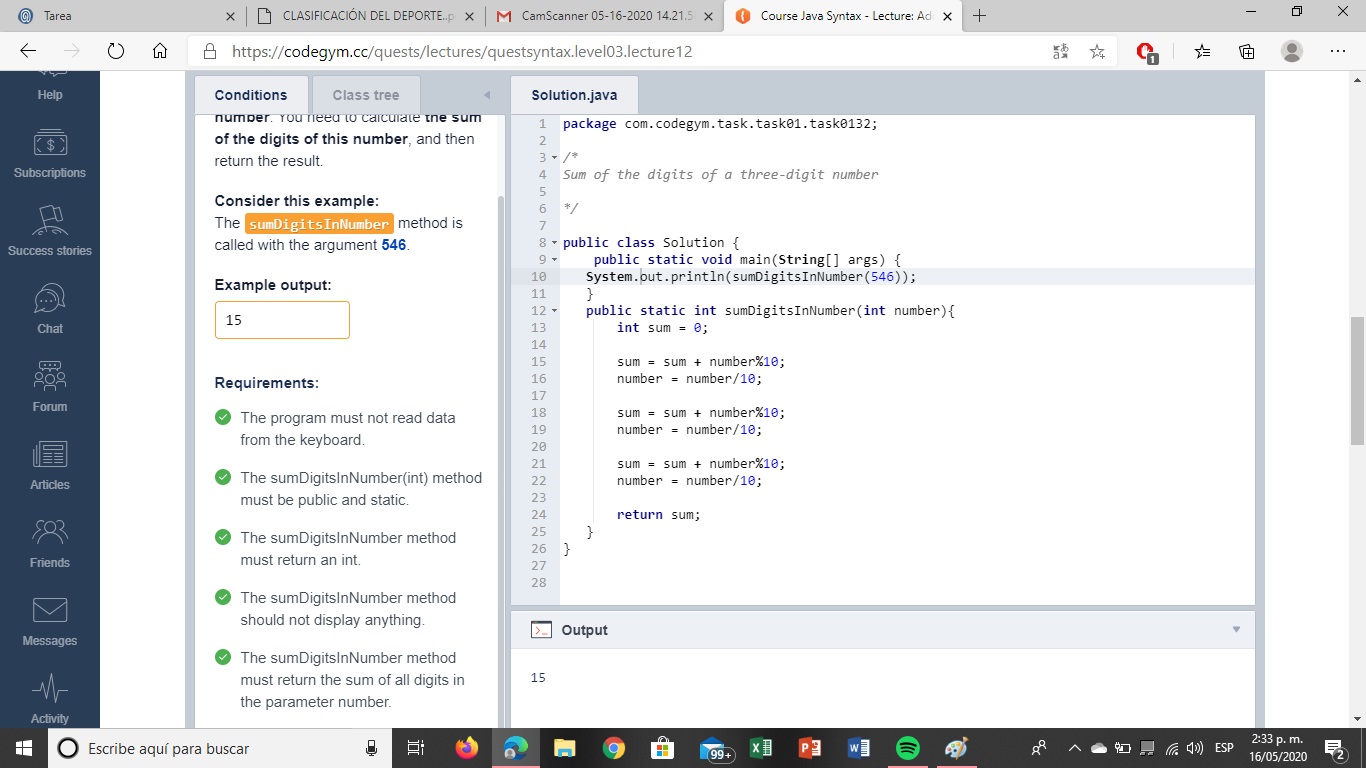 Tarea
CLASIFICACIÓN DEL DEPORTE..p
CamScanner 05-16-2020 14.21.5
Course Java Syntax - Lecture: Ad
https://codegym.cc/quests/lectures/questsyntax.level03.lecture12
1
Help
Subscriptions
Success stories
Chat
Forum
Articles
Friends
Messages
Activity
Conditions
Class tree
number. You need to calculate the sum
of the digits of this number, and then
return the result.
Consider this example:
The sumDigitsInNumber method is
called with the argument 546.
Example output:
15
Requirements:
The program must not read data
from the keyboard.
The sumDigitsInNumber(int) method
must be public and static.
The sumDigitsInNumber method
must return an int.
The sumDigitsInNumber method
should not display anything.
The sumDigitsInNumber method
must return the sum of all digits in
the parameter number.
Solution.java
1 package com.codegym.task.task01.task0132;
2
3 /*
4 Sum of the digits of a three-digit number
5
6 */
7
8 public class Solution {
9 public static void main(String[] args) {
10 System.out.println(sumDigitsInNumber(546));
11 }
12 public static int sumDigitsInNumber(int number){
13 int sum = 0;
14
15 sum = sum + number%10;
16 number = number/10;
17
18 sum = sum + number%10;
19 number = number/10;
20
21 sum = sum + number%10;
22 number = number/10;
23
24 return sum;
25 }
26 }
27
28
Output
15
Escribe aquí para buscar
99+
ESP
2:33 p. m.
16/05/2020
2